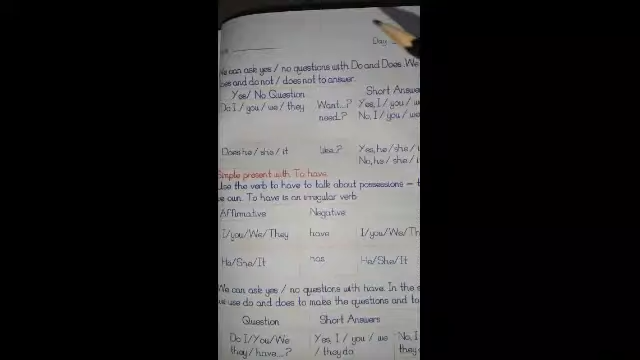 Day
We can ask yes / no questions with Do and Does. We
does and do not / does not to answer.
Yes/ No Question Short Answer
Do I / you / we / they Want...? Yes, I / you / w
need..? No, I / you / we
Does he / she / it like..? Yes, he / she / i
No, he / she / i
Simple present with To have.
Use the verb to have to talk about possessions – t
we own. To have is an irregular verb
Affirmative Negative
I/you/We/They have I/you/We/Th
He/She/It has He/She/It
We can ask yes / no questions with have. In the s
we use do and does to make the questions and to
Question Short Answers
Do I/You/We Yes, I / you / we No, I
they/have....? / they do they